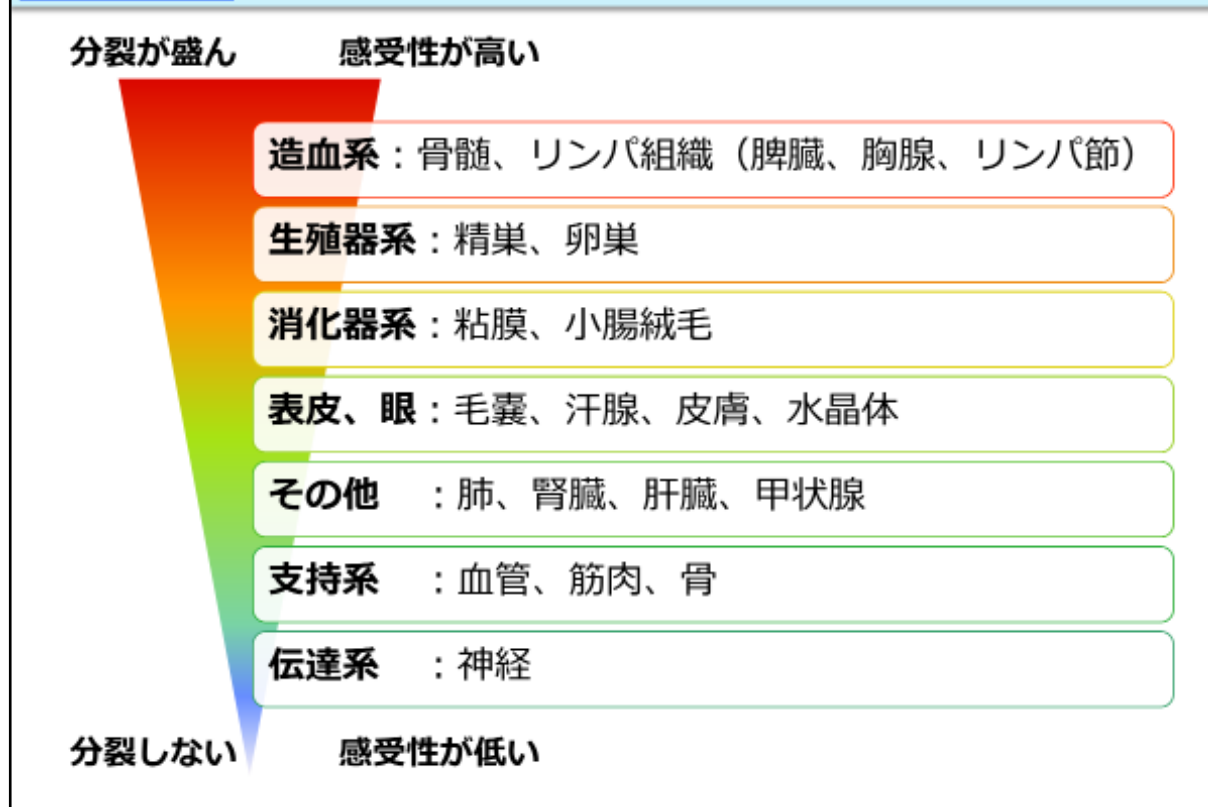 分裂が盛ん　感受性が高い
造血系：骨髄、リンパ組織（脾臓、胸腺、リンパ節）
生殖器系：精巣、卵巣
消化器系：粘膜、小腸絨毛
表皮、眼：毛嚢、汗腺、皮膚、水晶体
その他　：肺、腎臓、肝臓、甲状腺
支持系　：血管、筋肉、骨
伝達系　：神経
分裂しない　感受性が低い